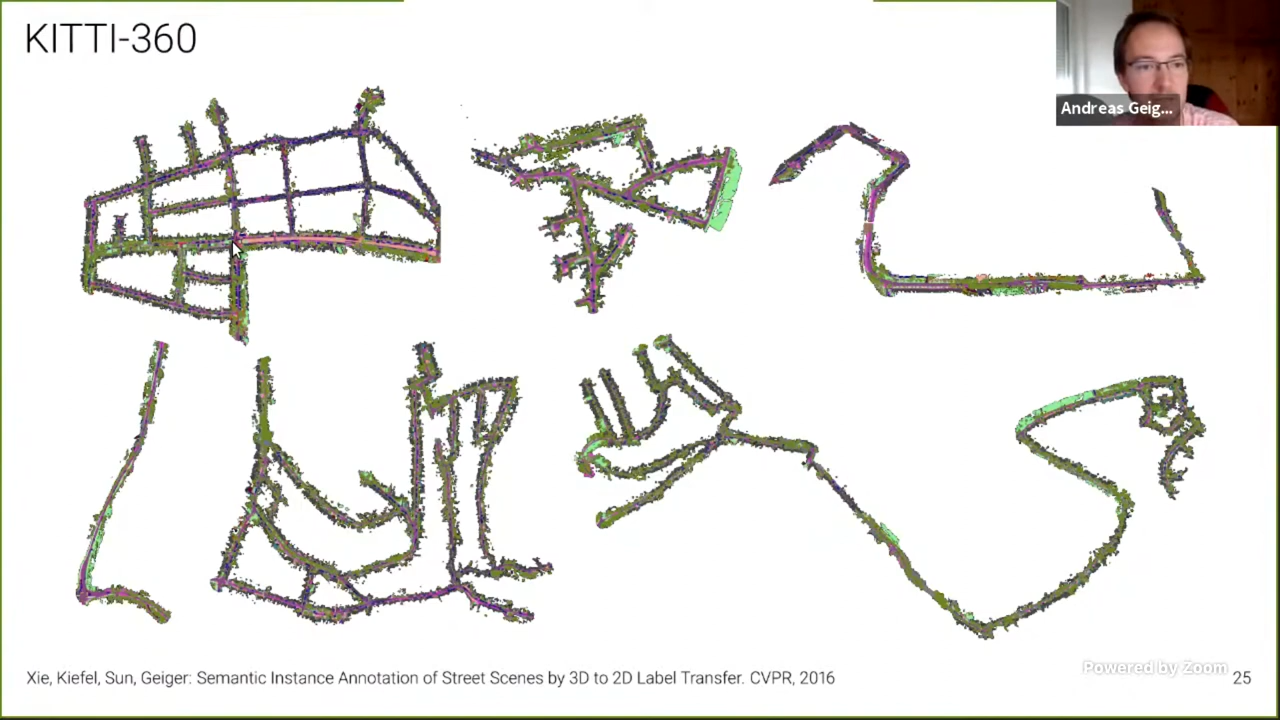 KITTI-360
Andreas Geig...
Xie, Kiefel, Sun, Geiger: Semantic Instance Annotation of Street Scenes by 3D to 2D Label Transfer. CVPR, 2016
Powered by Zoom
25